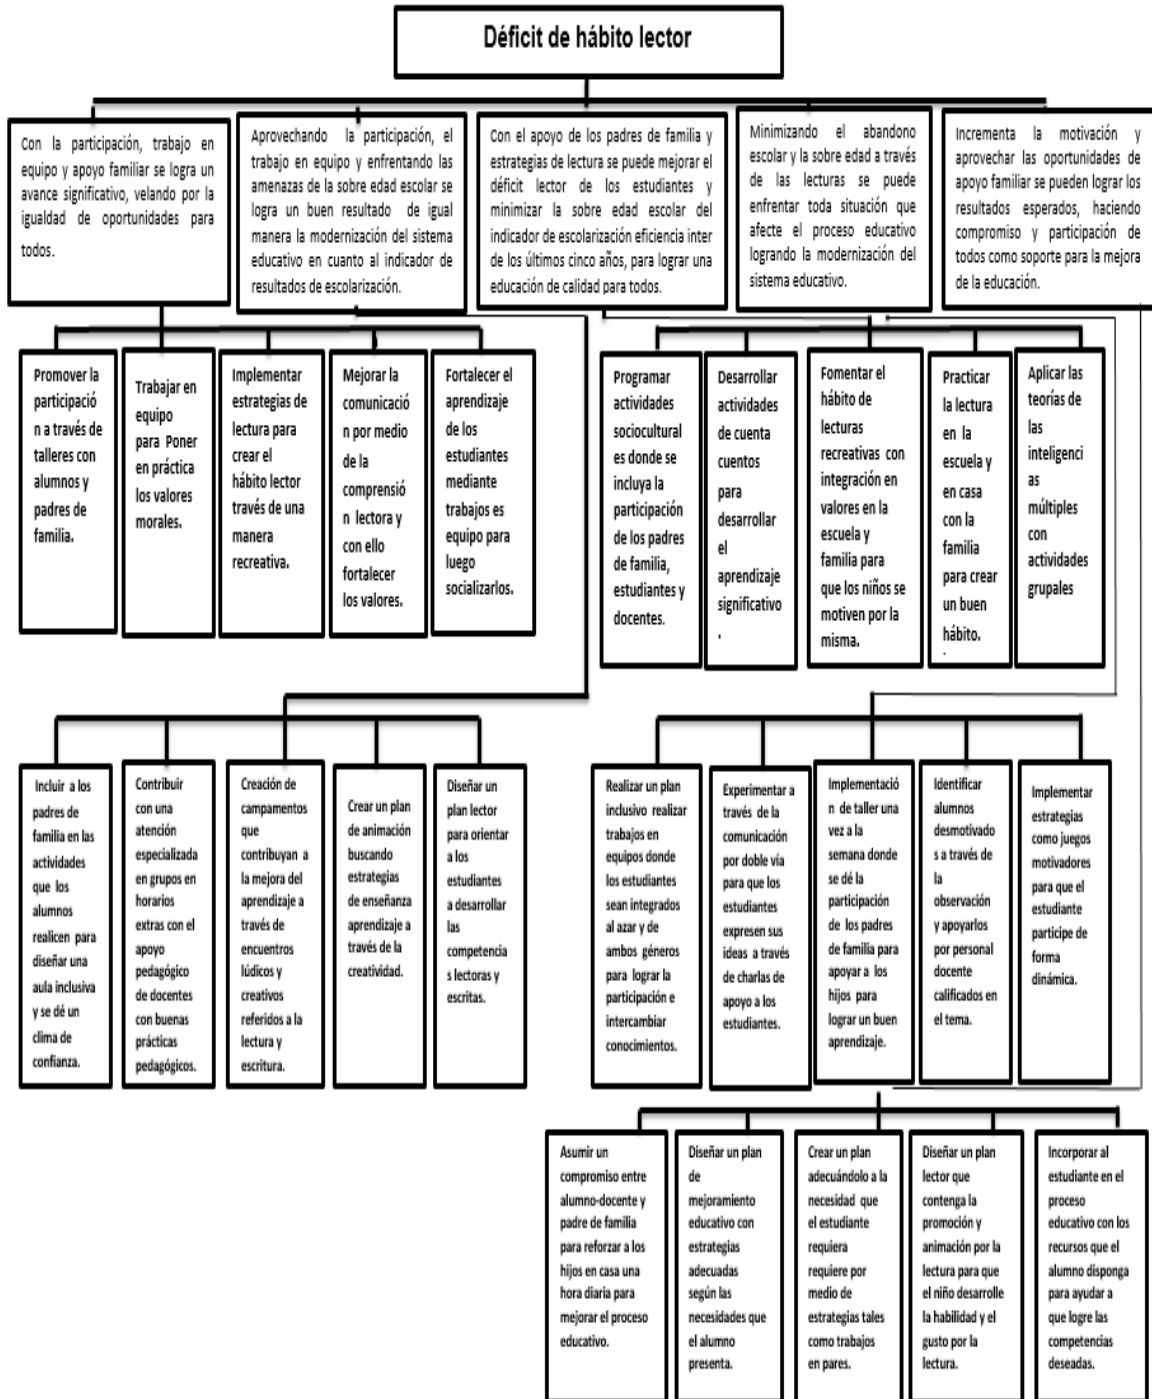 Déficit de hábito lector
Con la participación, trabajo en
equipo y apoyo familiar se logra un
avance significativo, velando por la
igualdad de oportunidades para
todos.
Aprovechando la participación, el
trabajo en equipo y enfrentando las
amenazas de la sobre edad escolar se
logra un buen resultado de igual
manera la modernización del sistema
educativo en cuanto al indicador de
resultados de escolarización.
Con el apoyo de los padres de familia y
estrategias de lectura se puede mejorar el
déficit lector de los estudiantes y
minimizar la sobre edad escolar del
indicador de escolarización eficiencia inter
de los últimos cinco años, para lograr una
educación de calidad para todos.
Minimizando el abandono
escolar y la sobre edad a través
de las lecturas se puede
enfrentar toda situación que
afecte el proceso educativo
logrando la modernización del
sistema educativo.
Incrementa la motivación y
aprovechar las oportunidades de
apoyo familiar se pueden lograr los
resultados esperados, haciendo
compromiso y participación de
todos como soporte para la mejora
de la educación.
Promover la
participació
n a través de
talleres con
alumnos y
padres de
familia.
Trabajar en
equipo
para Poner
en práctica
los valores
morales.
Implementar
estrategias de
lectura para
crear el
hábito lector
través de una
manera
recreativa.
Mejorar la
comunicació
n por medio
de la
comprensió
n lectora y
con ello
fortalecer
los valores.
Fortalecer el
aprendizaje
de los
estudiantes
mediante
trabajos es
equipo para
luego
socializarlos.
Programar
actividades
sociocultural
es donde se
incluya la
participación
de los padres
de familia,
estudiantes y
docentes.
Desarrollar
actividades
de cuenta
cuentos
para
desarrollar
el
aprendizaje
significativo
.
Fomentar el
hábito de
lecturas
recreativas con
integración en
valores en la
escuela y
familia para
que los niños se
motiven por la
misma.
Practicar
la lectura
en la
escuela y
en casa
con la
familia
para crear
un buen
hábito.
.
Aplicar las
teorías de
las
inteligenci
as
múltiples
con
actividades
grupales
Incluir a los
padres de
familia en las
actividades
que los
alumnos
realicen para
diseñar una
aula inclusiva
y se dé un
clima de
confianza.
Contribuir
con una
atención
especializada
en grupos en
horarios
extras con el
apoyo
pedagógico
de docentes
con buenas
prácticas
pedagógicos.
Creación de
campamentos
que
contribuyan a
la mejora del
aprendizaje a
través de
encuentros
lúdicos y
creativos
referidos a la
lectura y
escritura.
Crear un plan
de animación
buscando
estrategias
de enseñanza
aprendizaje a
través de la
creatividad.
Diseñar un
plan lector
para orientar
a los
estudiantes
a desarrollar
las
competencia
s lectoras y
escritas.
Realizar un plan
inclusivo realizar
trabajos en
equipos donde
los estudiantes
sean integrados
al azar y de
ambos géneros
para lograr la
participación e
intercambiar
conocimientos.
Experimentar a
través de la
comunicación
por doble vía
para que los
estudiantes
expresen sus
ideas a través
de charlas de
apoyo a los
estudiantes.
Implementació
n de taller una
vez a la
semana donde
se dé la
participación
de los padres
de familia para
apoyar a los
hijos para
lograr un buen
aprendizaje.
Identificar
alumnos
desmotivado
s a través de
la
observación
y apoyarlos
por personal
docente
calificados en
el tema.
Implementar
estrategias
como juegos
motivadores
para que el
estudiante
participe de
forma
dinámica.
Asumir un
compromiso entre
alumno-docente y
padre de familia
para reforzar a los
hijos en casa una
hora diaria para
mejorar el proceso
educativo.
Diseñar un plan
de
mejoramiento
educativo con
estrategias
adecuadas
según las
necesidades que
el alumno
presenta.
Crear un plan
adecuándolo a la
necesidad que
el estudiante
requiera
requiere por
medio de
estrategias tales
como trabajos
en pares.
Diseñar un plan
lector que
contenga la
promoción y
animación por la
lectura para que
el niño desarrolle
la habilidad y el
gusto por la
lectura.
Incorporar al
estudiante en el
proceso
educativo con los
recursos que el
alumno disponga
para ayudar a
que logre las
competencias
deseadas.